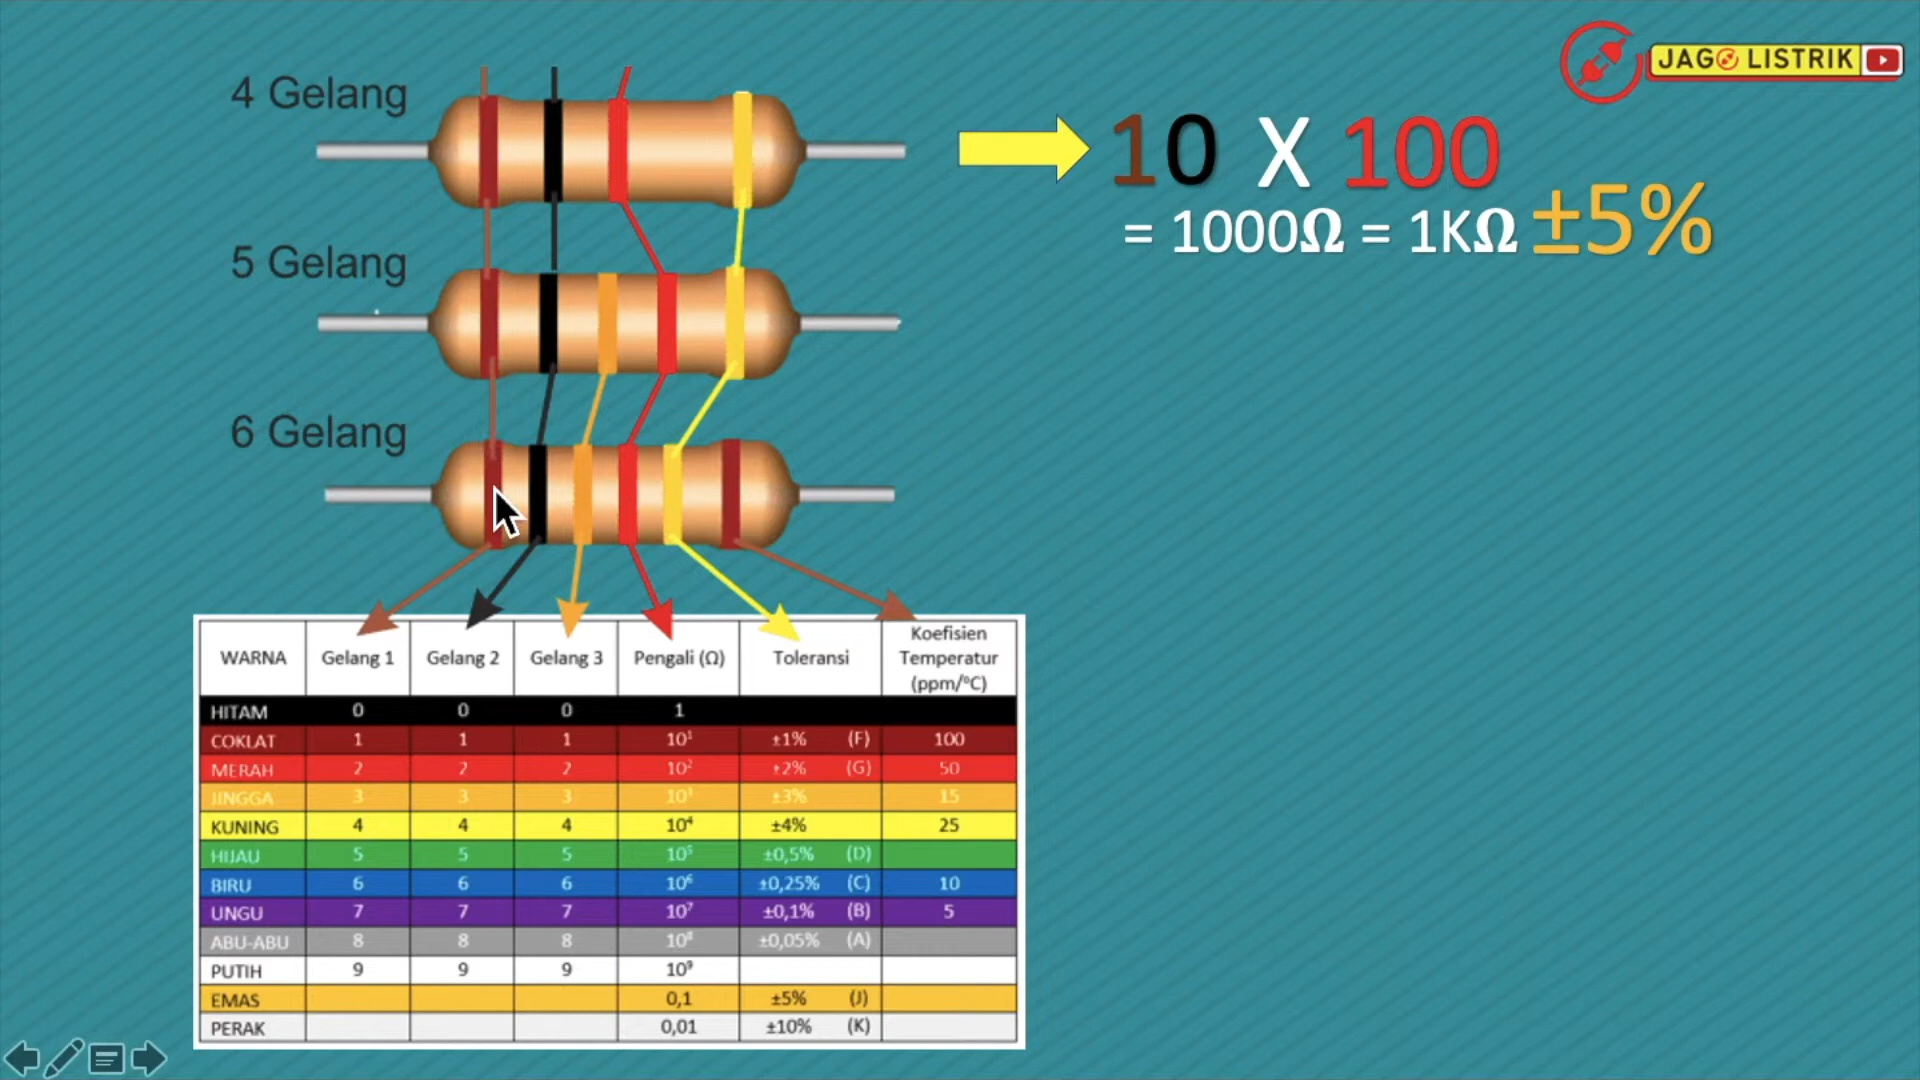 JAGO LISTRIK
4 Gelang
10 X 100
= 1000Ω = 1KΩ ±5%
5 Gelang
6 Gelang
WARNA Gelang 1 Gelang 2 Gelang 3 Pengali (Ω) Toleransi Koefisien Temperatur (ppm/°C)
HITAM 0 0 0 1
COKLAT 1 1 1 10¹ ±1% (F) 100
MERAH 2 2 2 10² ±2% (G) 50
JINGGA 3 3 3 10³ ±3% 15
KUNING 4 4 4 10⁴ ±4% 25
HIJAU 5 5 5 10⁵ ±0,5% (D)
BIRU 6 6 6 10⁶ ±0,25% (C) 10
UNGU 7 7 7 10⁷ ±0,1% (B) 5
ABU-ABU 8 8 8 10⁸ ±0,05% (A)
PUTIH 9 9 9 10⁹
EMAS 0,1 ±5% (J)
PERAK 0,01 ±10% (K)